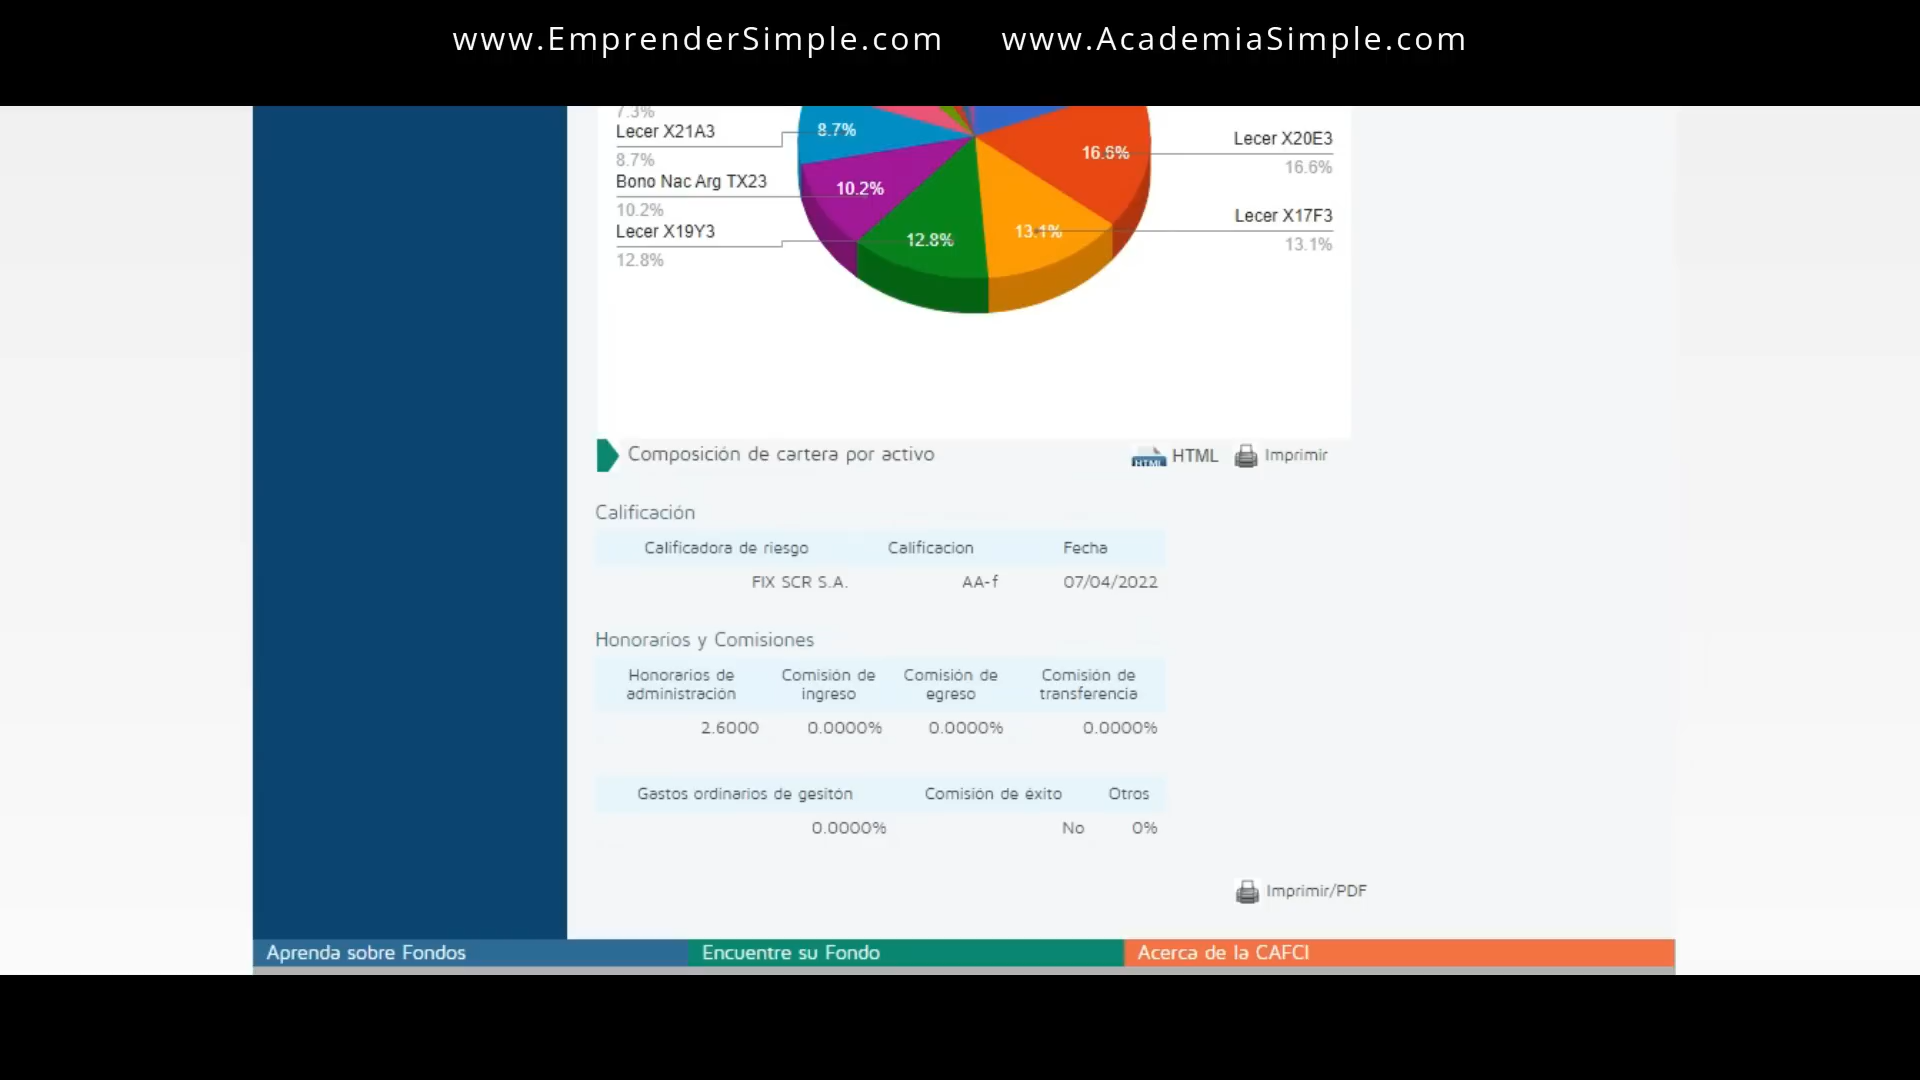 www.EmprenderSimple.com www.AcademiaSimple.com
7.3%
Lecer X21A3
8.7%
Bono Nac Arg TX23
10.2%
Lecer X19Y3
12.8%
8.7%
10.2%
12.8%
13.1%
16.6%
Lecer X20E3
16.6%
Lecer X17F3
13.1%
Composición de cartera por activo
HTML HTML Imprimir
Calificación
Calificadora de riesgo Calificacion Fecha
FIX SCR S.A. AA-f 07/04/2022
Honorarios y Comisiones
Honorarios de administración Comisión de ingreso Comisión de egreso Comisión de transferencia
2.6000 0.0000% 0.0000% 0.0000%
Gastos ordinarios de gesitón Comisión de éxito Otros
0.0000% No 0%
Imprimir/PDF
Aprenda sobre Fondos Encuentre su Fondo Acerca de la CAFCI